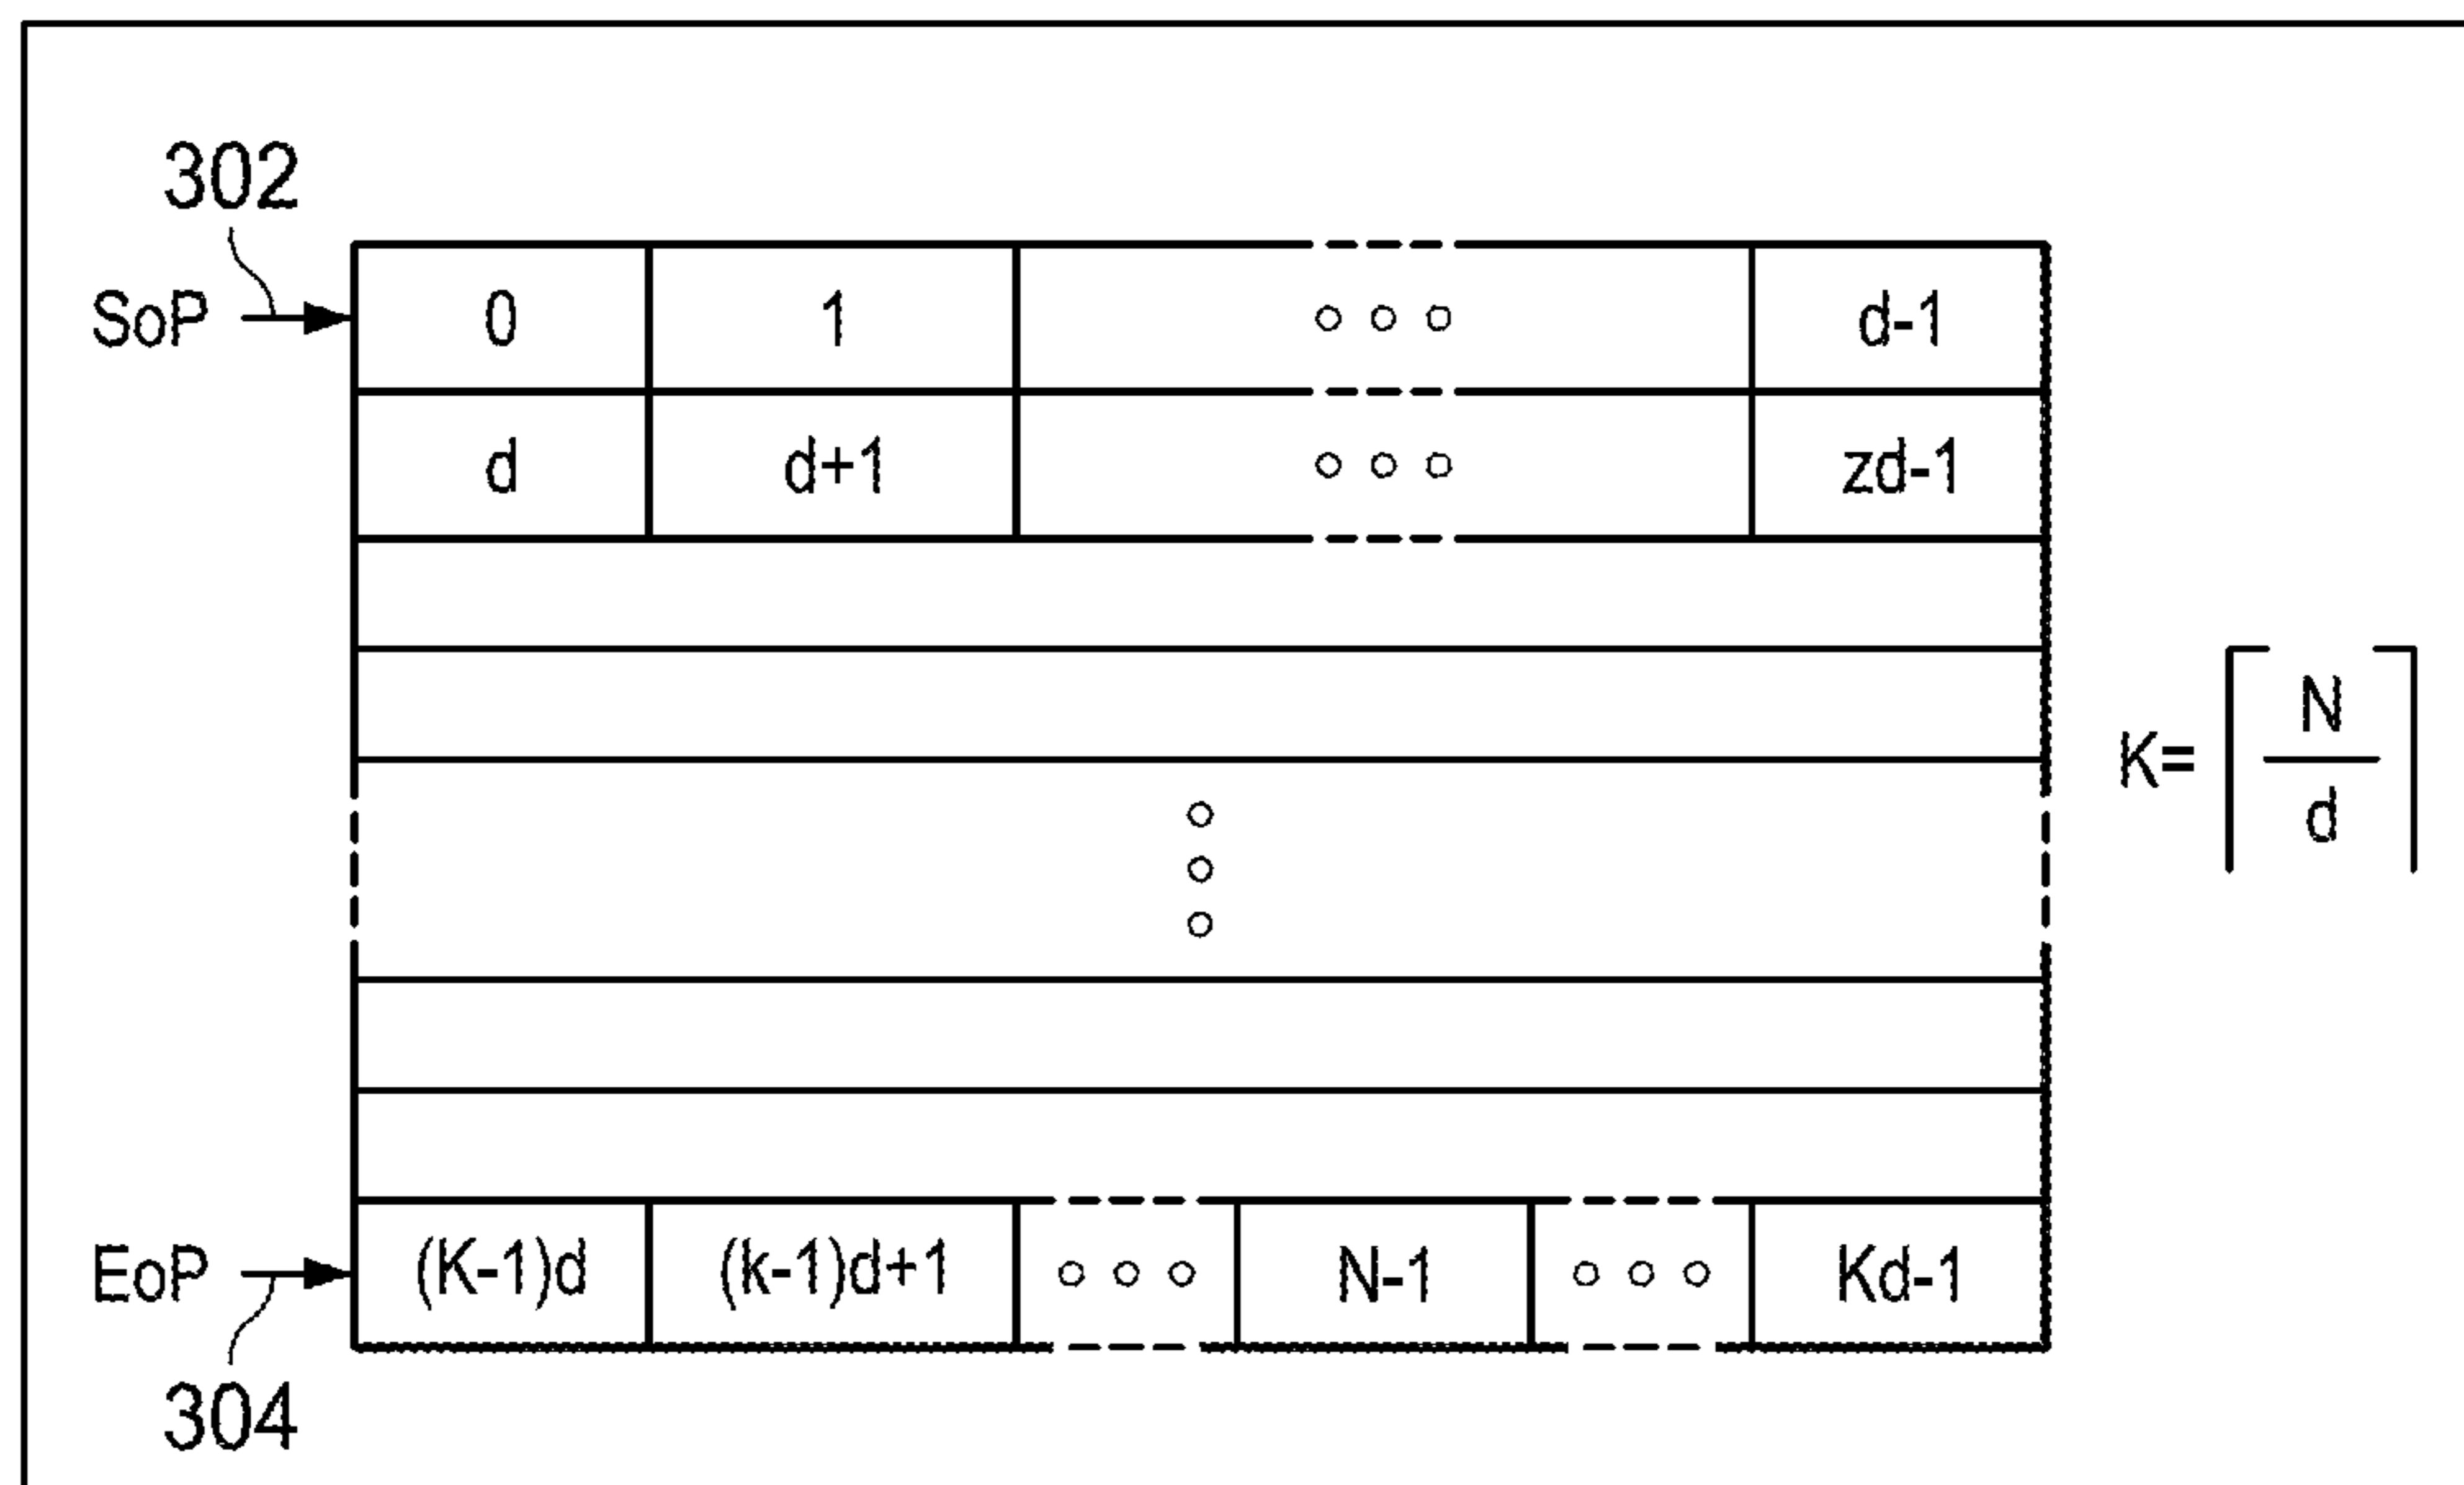 302
SoP 0 1 d-1
d d+1 zd-1
K= ⌈N/d⌉
EoP (K-1)d (k-1)d+1 N-1 Kd-1
304